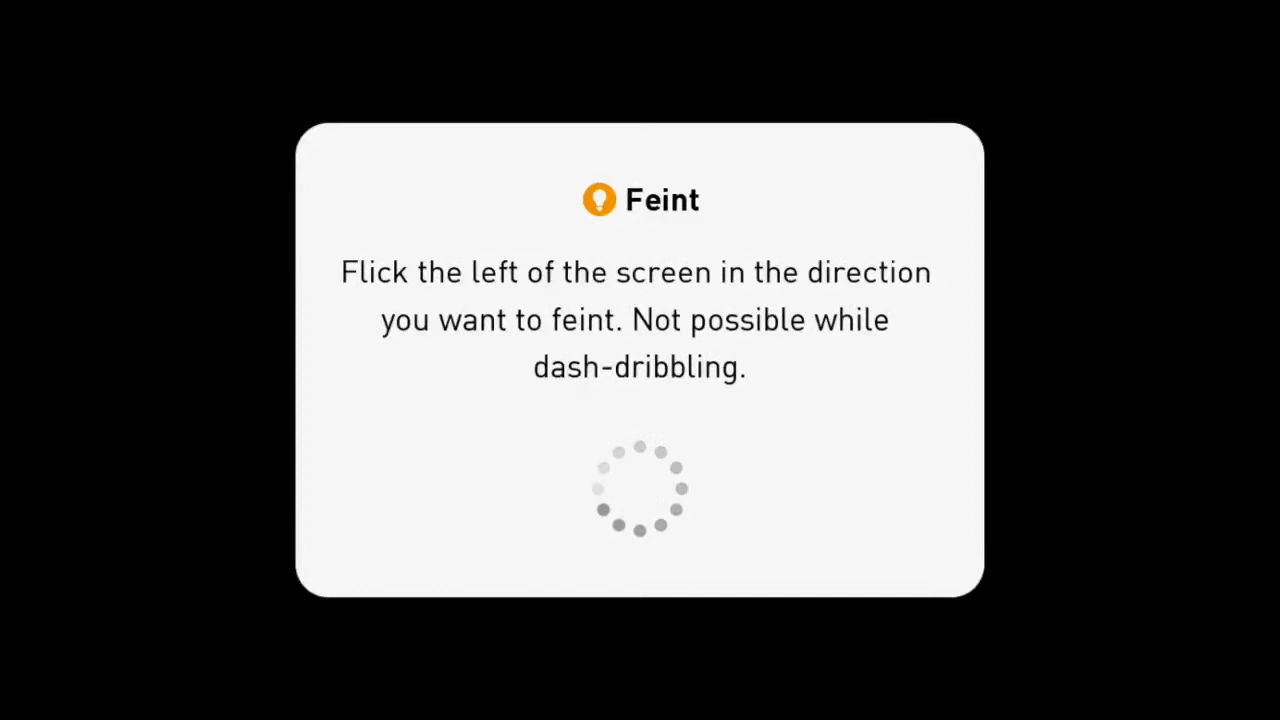 Feint
Flick the left of the screen in the direction
you want to feint. Not possible while
dash-dribbling.